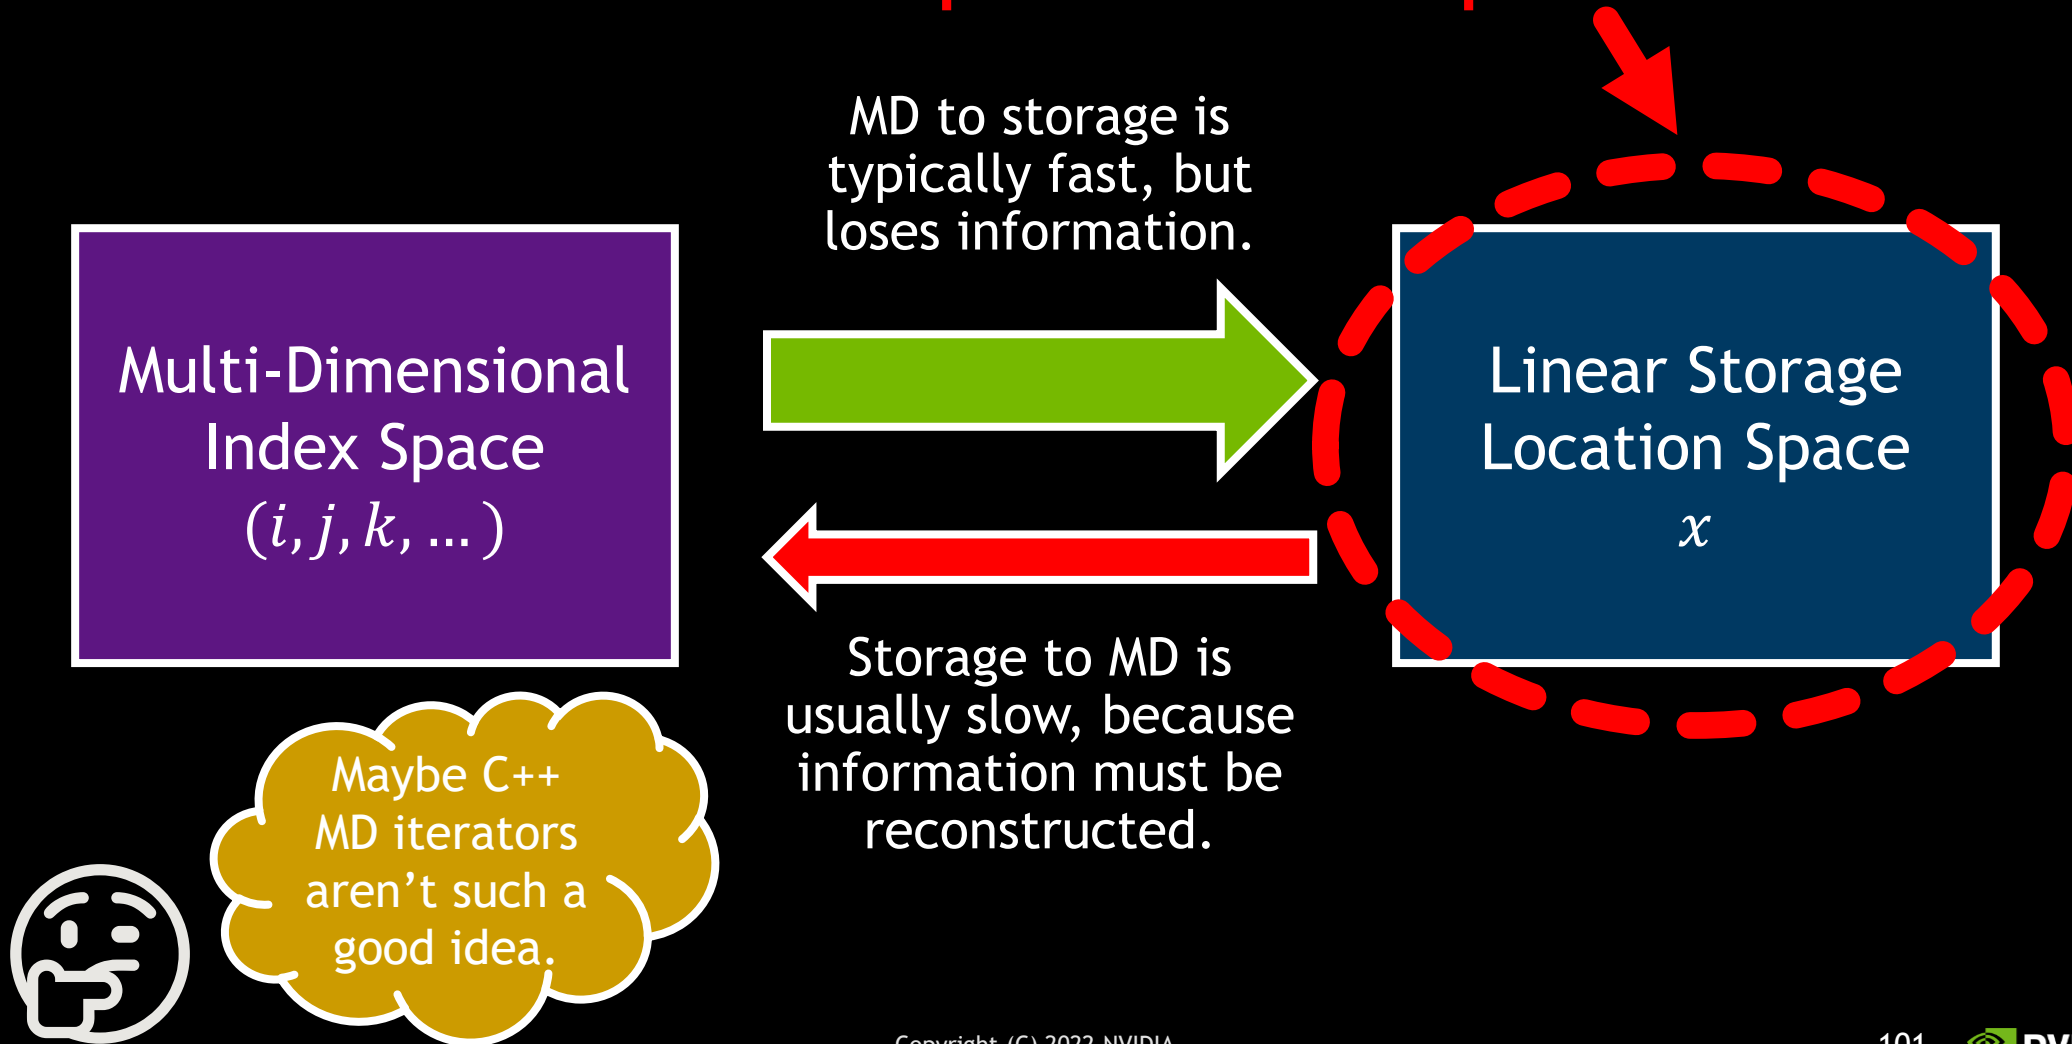 MD to storage is
typically fast, but
loses information.
Multi-Dimensional
Index Space
(i, j, k, … )
Linear Storage
Location Space
x
Storage to MD is
usually slow, because
information must be
reconstructed.
Maybe C++
MD iterators
aren’t such a
good idea.
Copyright (C) 2022 NVIDIA
101